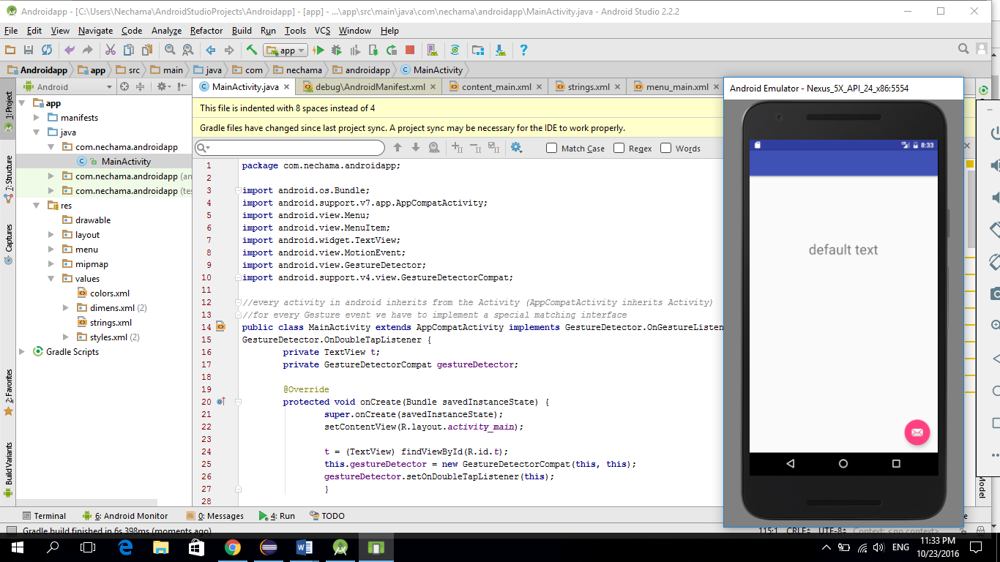 Androidapp - [C:\Users\Nechama\AndroidStudioProjects\Androidapp] - [app] - ...\app\src\main\java\com\nechama\androidapp\MainActivity.java - Android Studio 2.2.2
File Edit View Navigate Code Analyze Refactor Build Run Tools VCS Window Help
app
Androidapp app src main java com nechama androidapp MainActivity
Android
MainActivity.java debug\AndroidManifest.xml content_main.xml strings.xml menu_main.xml
This file is indented with 8 spaces instead of 4
Gradle files have changed since last project sync. A project sync may be necessary for the IDE to work properly.
Match Case Regex Words
1: Project
7: Structure
Captures
2: Favorites
Build Variants
app
manifests
java
com.nechama.androidapp
MainActivity
com.nechama.androidapp (an
com.nechama.androidapp (tes
res
drawable
layout
menu
mipmap
values
colors.xml
dimens.xml (2)
strings.xml
styles.xml (2)
Gradle Scripts
1 package com.nechama.androidapp;
2
3 import android.os.Bundle;
4 import android.support.v7.app.AppCompatActivity;
5 import android.view.Menu;
6 import android.view.MenuItem;
7 import android.widget.TextView;
8 import android.view.MotionEvent;
9 import android.view.GestureDetector;
10 import android.support.v4.view.GestureDetectorCompat;
11
12 //every activity in android inherits from the Activity (AppCompatActivity inherits Activity)
13 //for every Gesture event we have to implement a special matching interface
14 public class MainActivity extends AppCompatActivity implements GestureDetector.OnGestureListen
15 GestureDetector.OnDoubleTapListener {
16 private TextView t;
17 private GestureDetectorCompat gestureDetector;
18
19 @Override
20 protected void onCreate(Bundle savedInstanceState) {
21 super.onCreate(savedInstanceState);
22 setContentView(R.layout.activity_main);
23
24 t = (TextView) findViewById(R.id.t);
25 this.gestureDetector = new GestureDetectorCompat(this, this);
26 gestureDetector.setOnDoubleTapListener(this);
27 }
28
Android Emulator - Nexus_5X_API_24_x86:5554
8:33
default text
Model
Terminal 6: Android Monitor 0: Messages 4: Run TODO
Gradle build finished in 6s 398ms (moments ago)
115:1 CRLF UTF-8 Context: <no context>
ENG
11:33 PM
10/23/2016